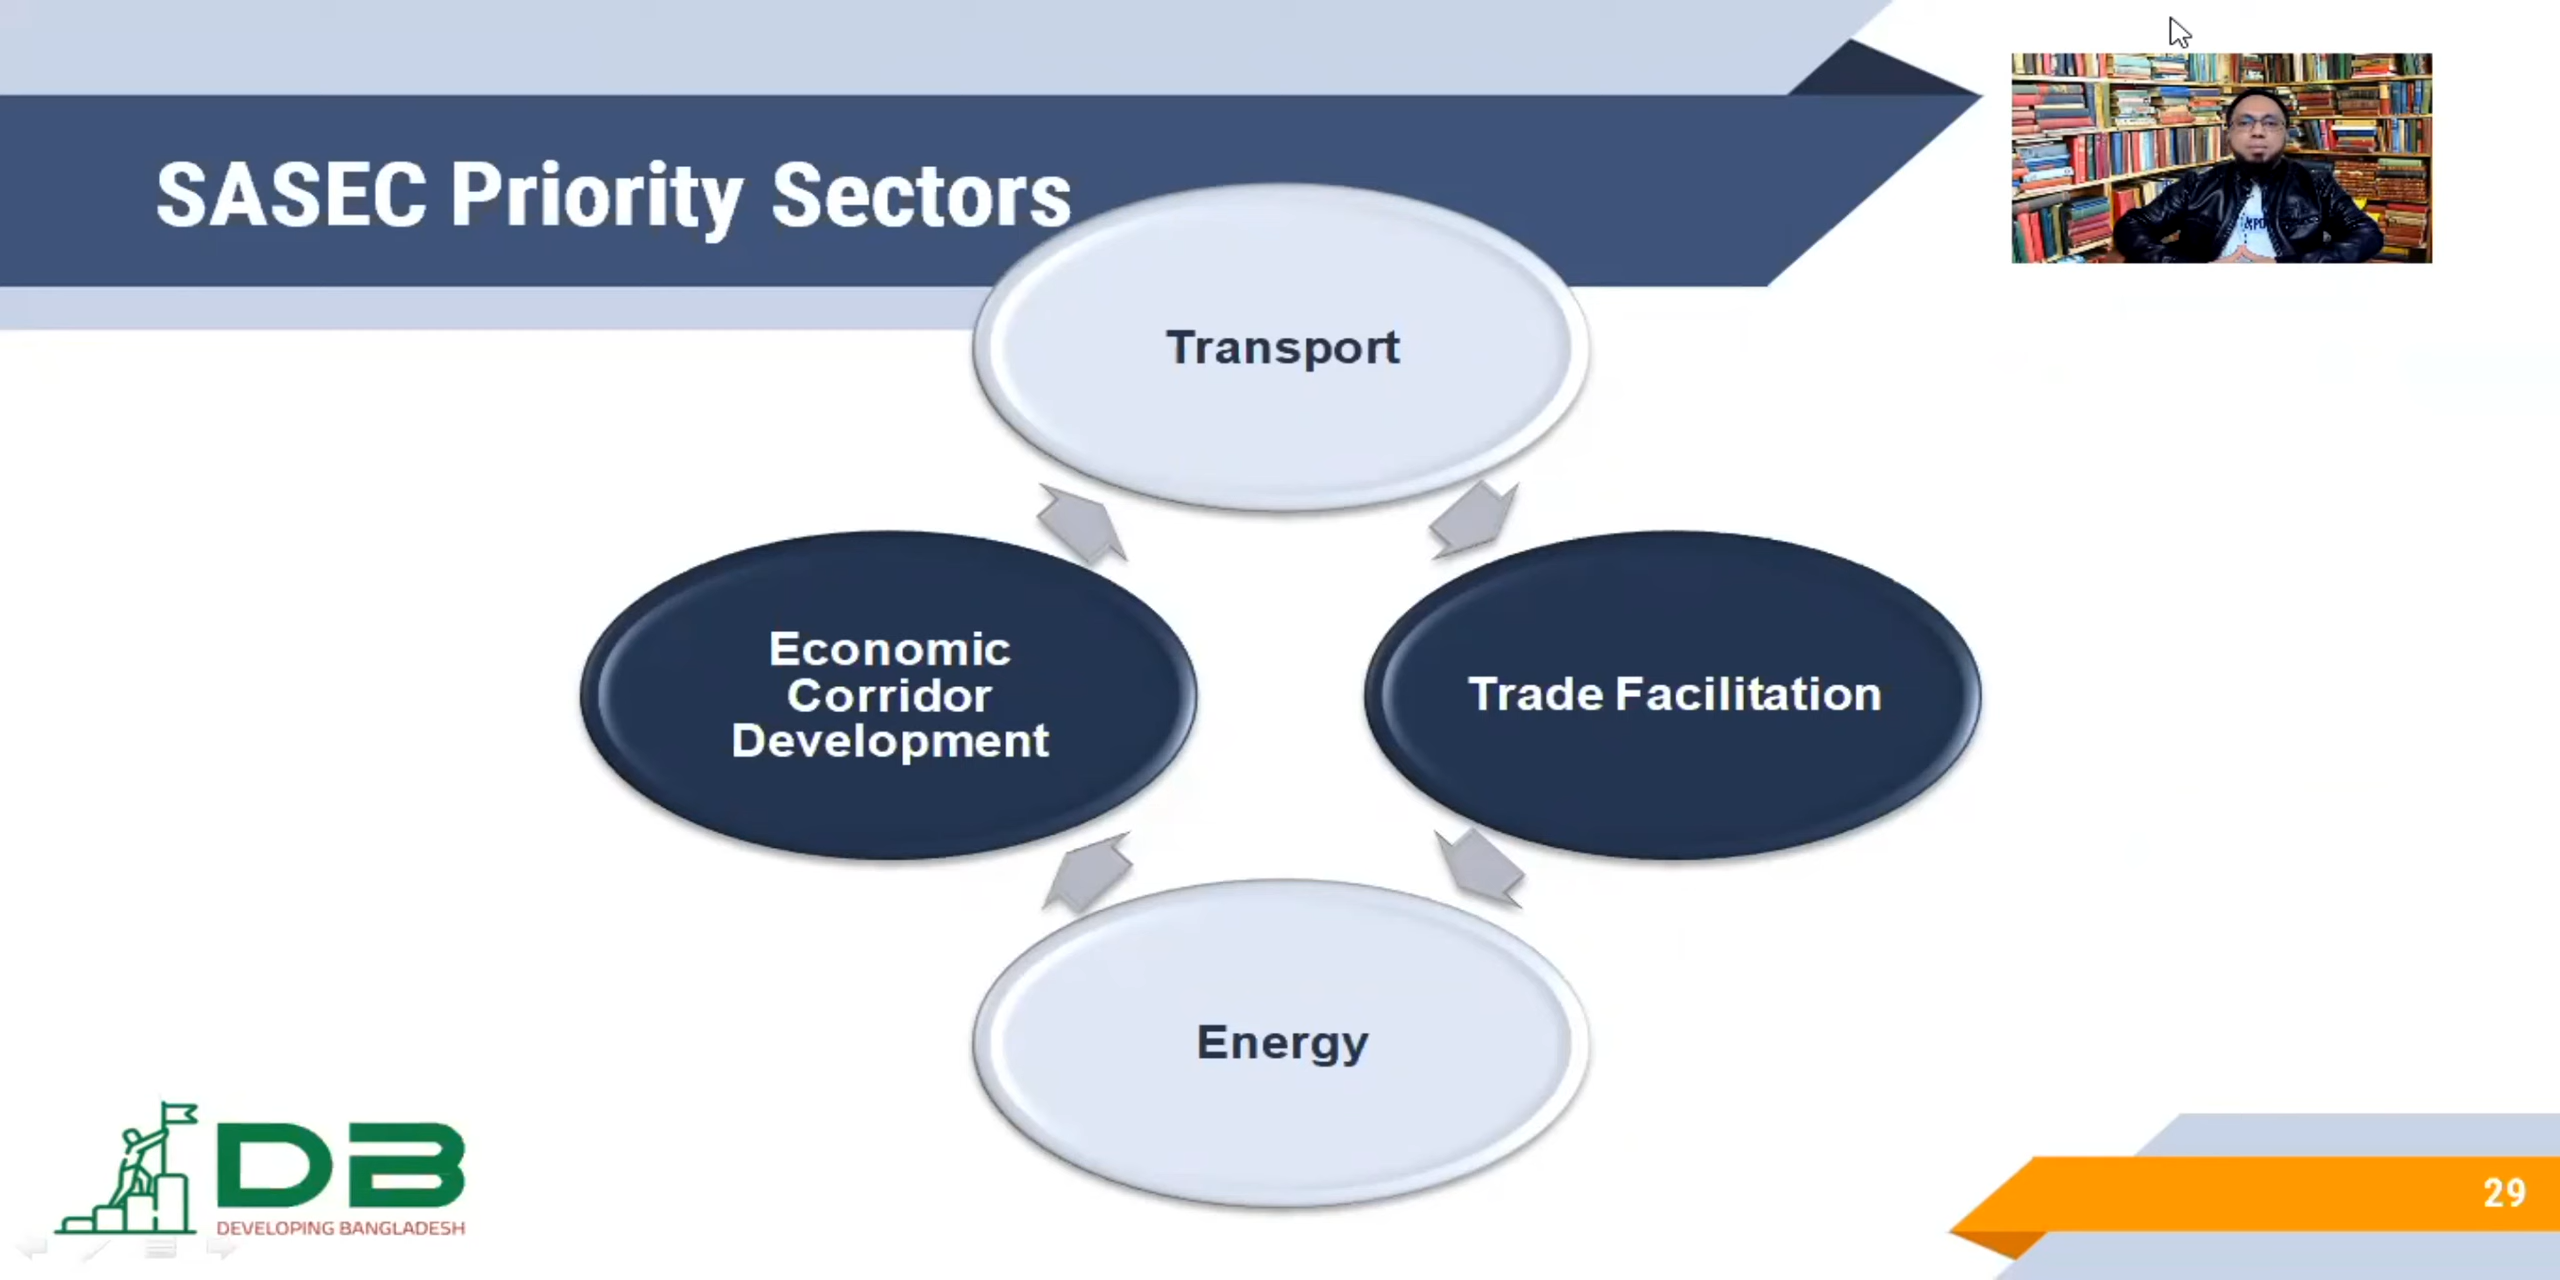 SASEC Priority Sectors
Transport
Economic
Corridor
Development
Trade Facilitation
Energy
DB
DEVELOPING BANGLADESH
29